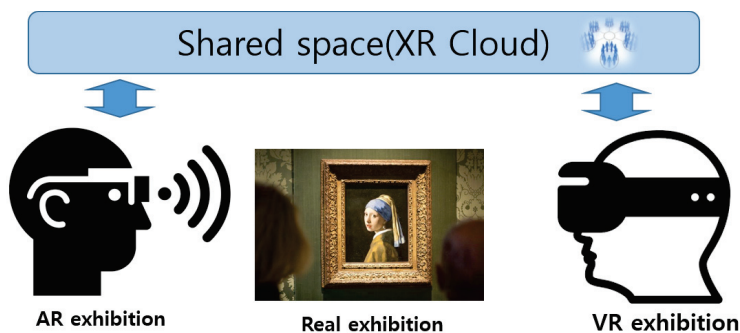 Shared space(XR Cloud)
AR exhibition
Real exhibition
VR exhibition